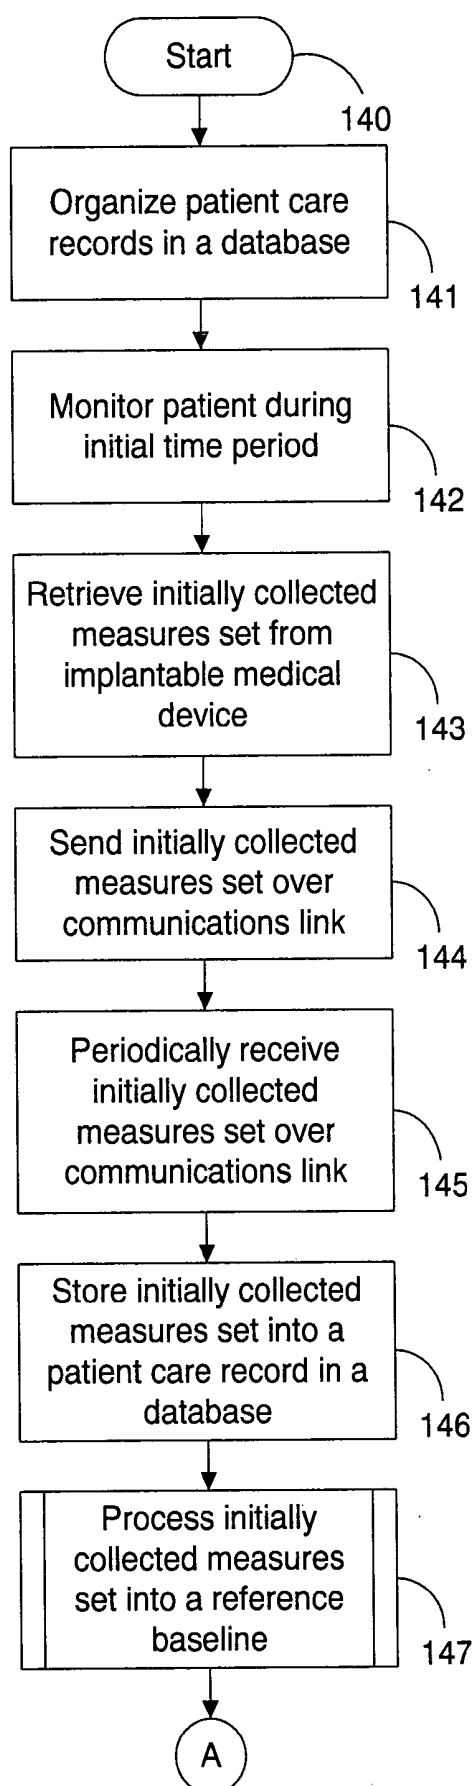 Start
140
Organize patient care
records in a database
141
Monitor patient during
initial time period
142
Retrieve initially collected
measures set from
implantable medical
device
143
Send initially collected
measures set over
communications link
144
Periodically receive
initially collected
measures set over
communications link
145
Store initially collected
measures set into a
patient care record in a
database
146
Process initially
collected measures
set into a reference
baseline
147
A